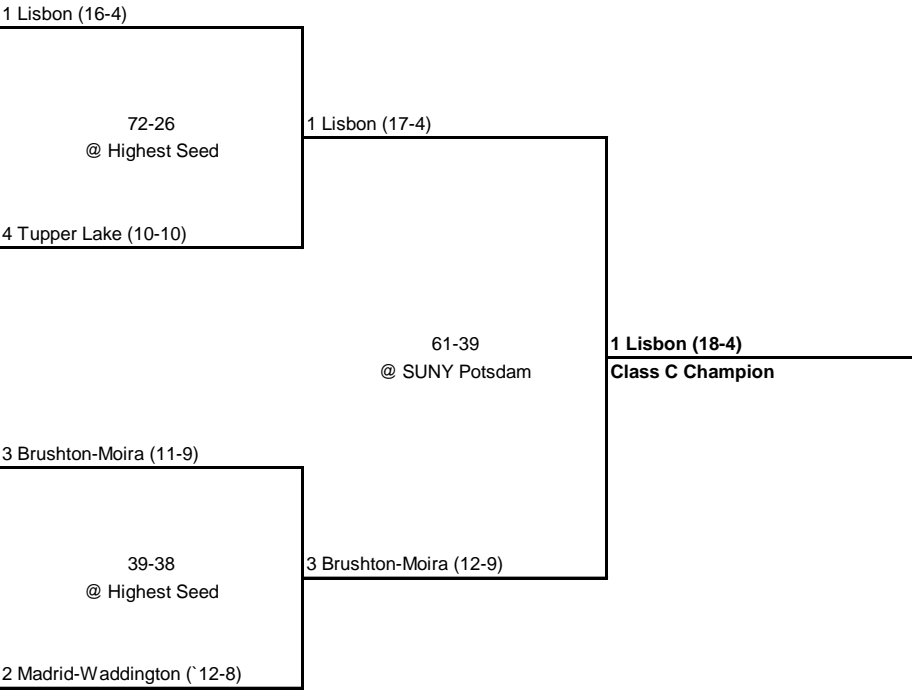 1 Lisbon (16-4)
72-26
@ Highest Seed
1 Lisbon (17-4)
4 Tupper Lake (10-10)
61-39
@ SUNY Potsdam
1 Lisbon (18-4)
Class C Champion
3 Brushton-Moira (11-9)
39-38
@ Highest Seed
3 Brushton-Moira (12-9)
2 Madrid-Waddington (`12-8)